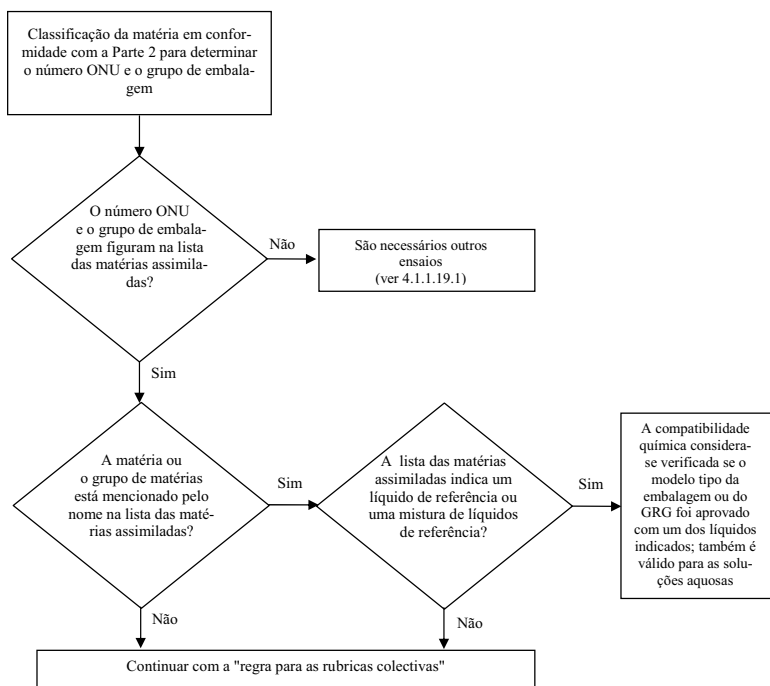 Classificação da matéria em confor-
midade com a Parte 2 para determinar
o número ONU e o grupo de embala-
gem
O número ONU
e o grupo de embala-
gem figuram na lista
das matérias assimila-
das?
Não
São necessários outros
ensaios
(ver 4.1.1.19.1)
Sim
A matéria ou
o grupo de matérias
está mencionado pelo
nome na lista das maté-
rias assimiladas?
Sim
A lista das matérias
assimiladas indica um
líquido de referência ou
uma mistura de líquidos
de referência?
Sim
A compatibilidade
química considera-
se verificada se o
modelo tipo da
embalagem ou do
GRG foi aprovado
com um dos líquidos
indicados; também é
válido para as solu-
ções aquosas
Não
Não
Continuar com a "regra para as rubricas colectivas"